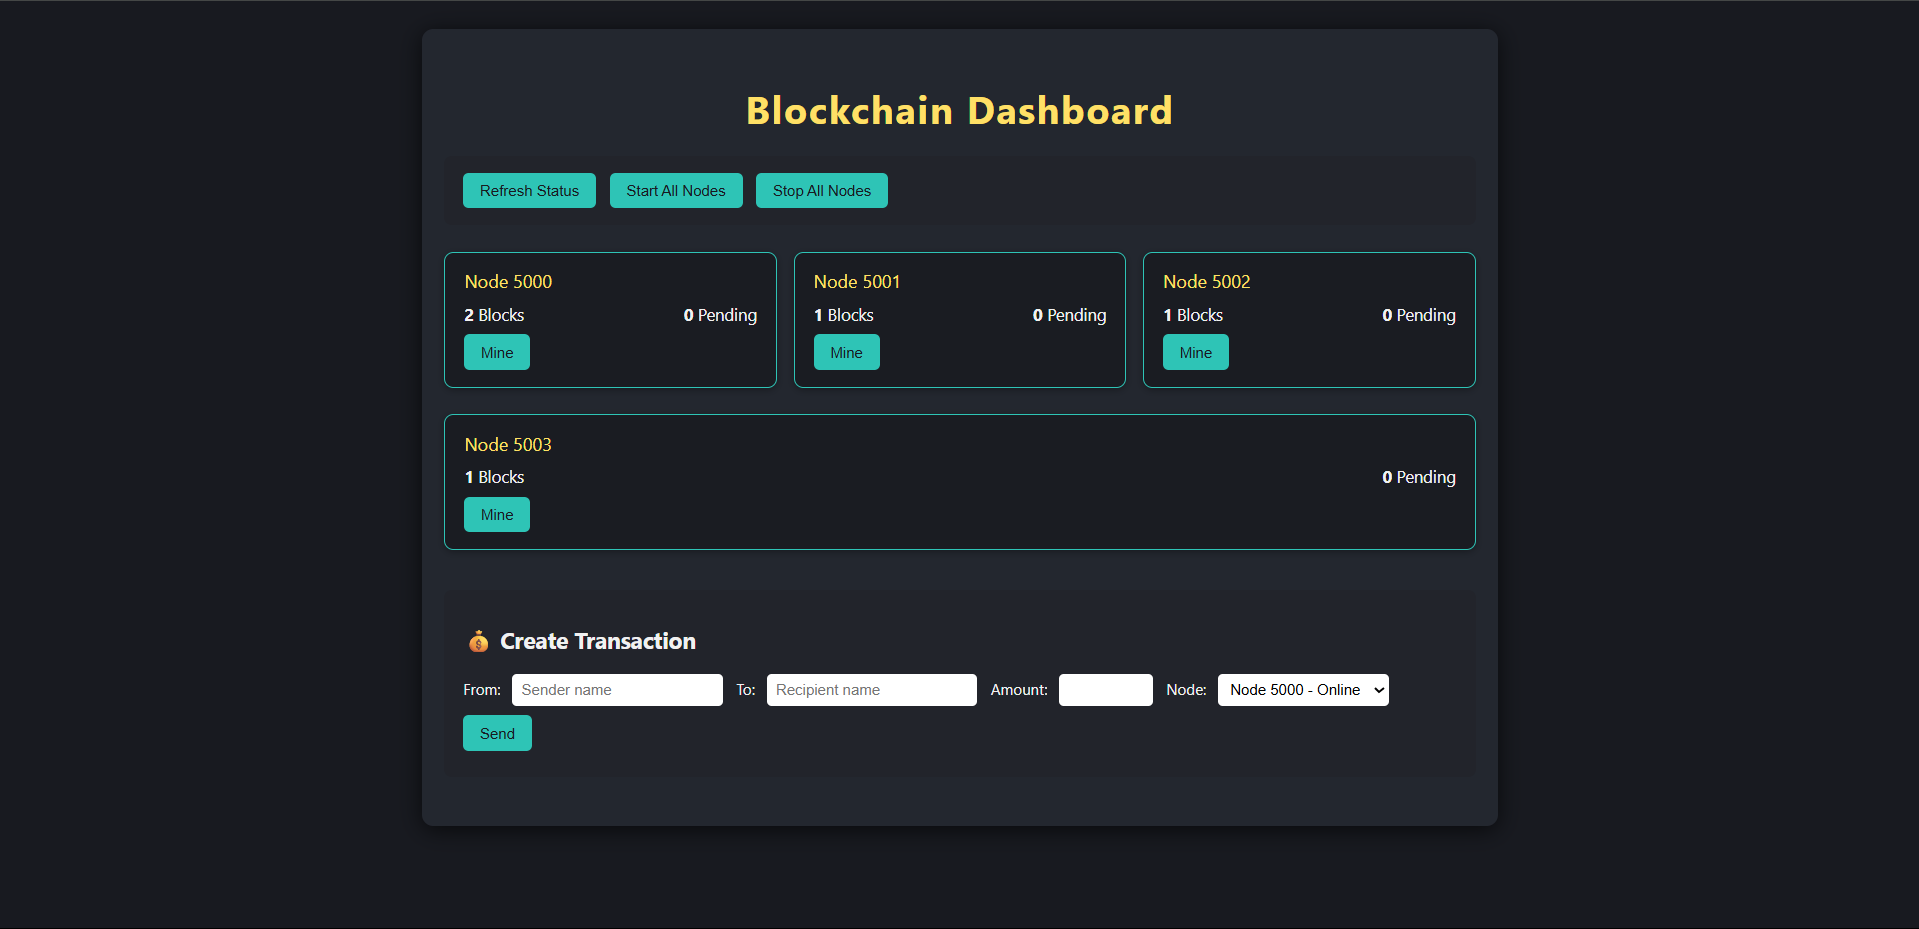 Blockchain Dashboard
Refresh Status Start All Nodes Stop All Nodes
Node 5000
2 Blocks 0 Pending
Mine
Node 5001
1 Blocks 0 Pending
Mine
Node 5002
1 Blocks 0 Pending
Mine
Node 5003
1 Blocks 0 Pending
Mine
💰 Create Transaction
From: Sender name To: Recipient name Amount: Node: Node 5000 - Online
Send